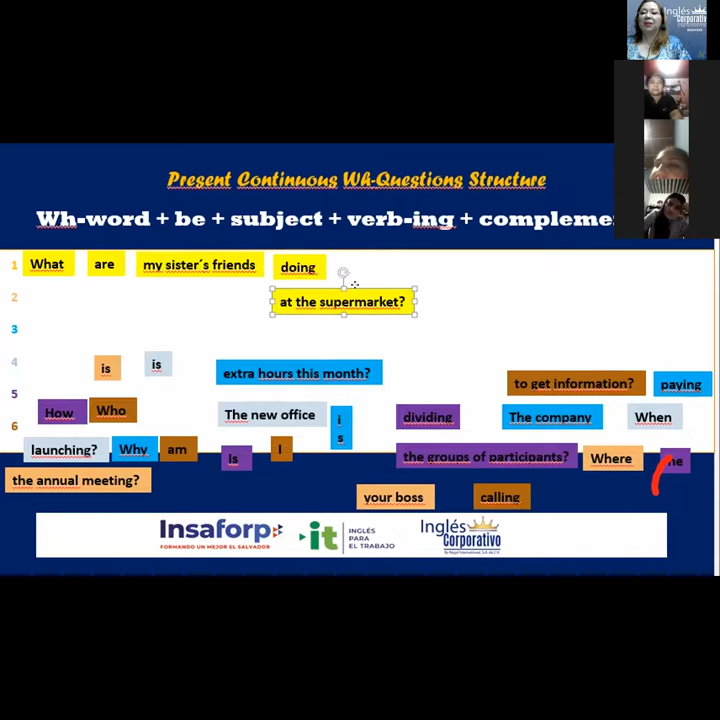 Inglés
Corporativo
Present Continuous Wh-Questions Structure
Wh-word + be + subject + verb-ing + complemen
1 What are my sister´s friends doing
2 at the supermarket?
3
4 is is extra hours this month?
to get information? paying
5 How Who The new office is dividing The company When
6
launching? Why am Is I the groups of participants? Where he
the annual meeting?
your boss calling
Insaforp
FORMANDO UN MEJOR EL SALVADOR
it INGLÉS
PARA
EL TRABAJO
Inglés
Corporativo